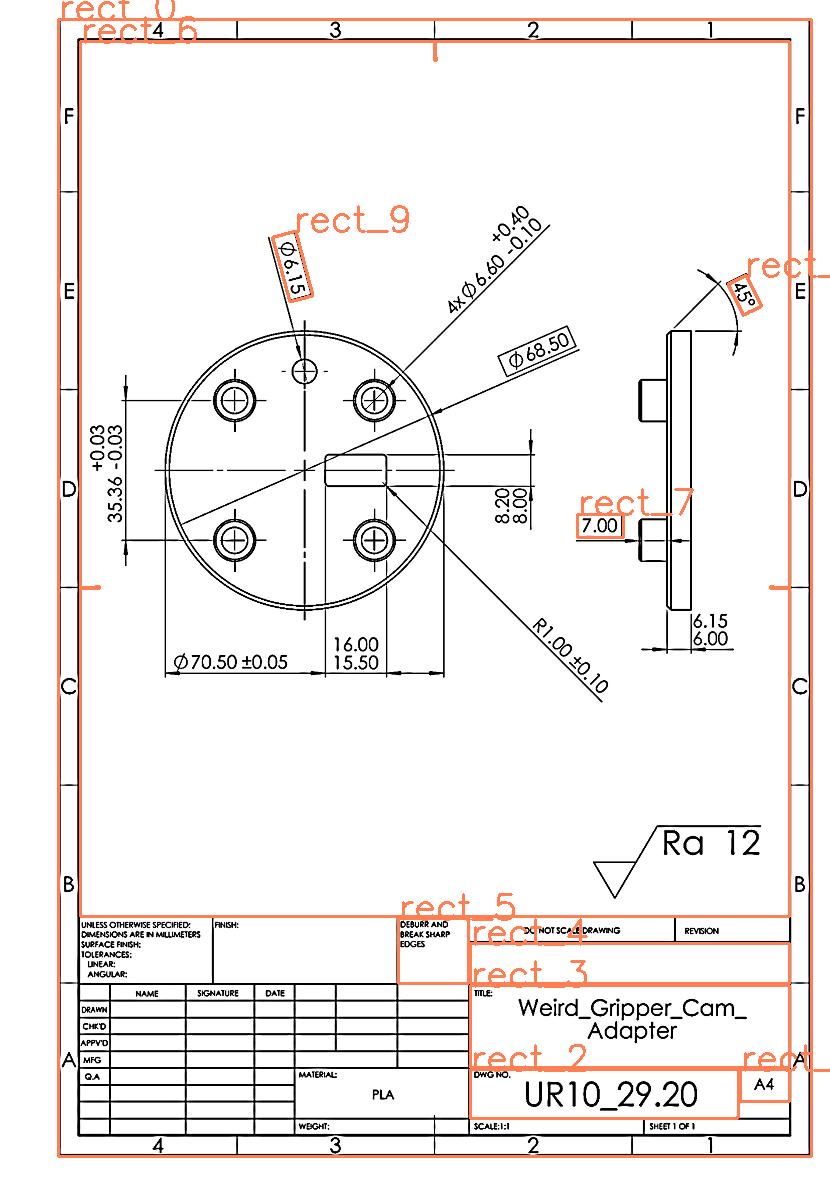 rect_0
rect_6
4
3
2
1
F
F
rect_9
+0.40
4x Ø 6.60 -0.10
Ø6.15
rect_
E
45°
E
Ø 68.50
+0.03
35.36 -0.03
D
8.20
8.00
rect_7
7.00
D
R1.00 ±0.10
6.15
6.00
16.00
15.50
Ø 70.50 ±0.05
C
C
Ra 12
B
B
rect_5
UNLESS OTHERWISE SPECIFIED:
DIMENSIONS ARE IN MILLIMETERS
SURFACE FINISH:
TOLERANCES:
LINEAR:
ANGULAR:
FINISH:
DEBURR AND
BREAK SHARP
EDGES
rect_4
DO NOT SCALE DRAWING
REVISION
rect_3
NAME
SIGNATURE
DATE
TITLE:
DRAWN
CHK'D
APPV'D
MFG
Q.A
Weird_Gripper_Cam_
Adapter
A
A
rect_2
rect_
MATERIAL:
PLA
DWG NO.
UR10_29.20
A4
WEIGHT:
SCALE:1:1
SHEET 1 OF 1
4
3
2
1